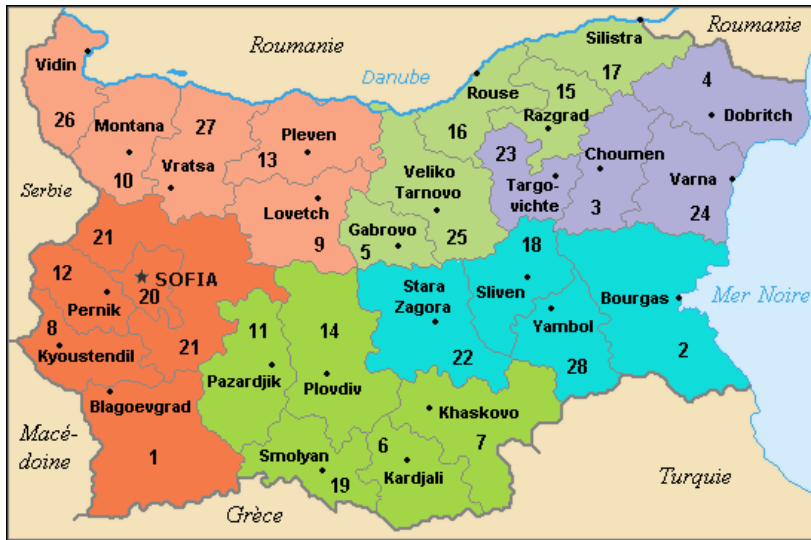 Roumanie
Silistra
Roumanie
Vidin
17
4
Danube
Rouse
15
Dobritch
26
27
16
Razgrad
Montana
Pleven
23
Choumen
13
Veliko
Tarnovo
Vratsa
Targo-
vichte
Varna
10
Serbie
Lovetch
3
24
21
Gabrovo
9
5
25
18
12
SOFIA
Stara
Zagora
Sliven
Bourgas
Mer Noire
Pernik
20
8
11
14
Yambol
21
Kyoustendil
22
2
Pazardjik
28
Plovdiv
Blagoevgrad
Khaskovo
Macé-
doine
6
7
1
Smolyan
Kardjali
19
Turquie
Grèce